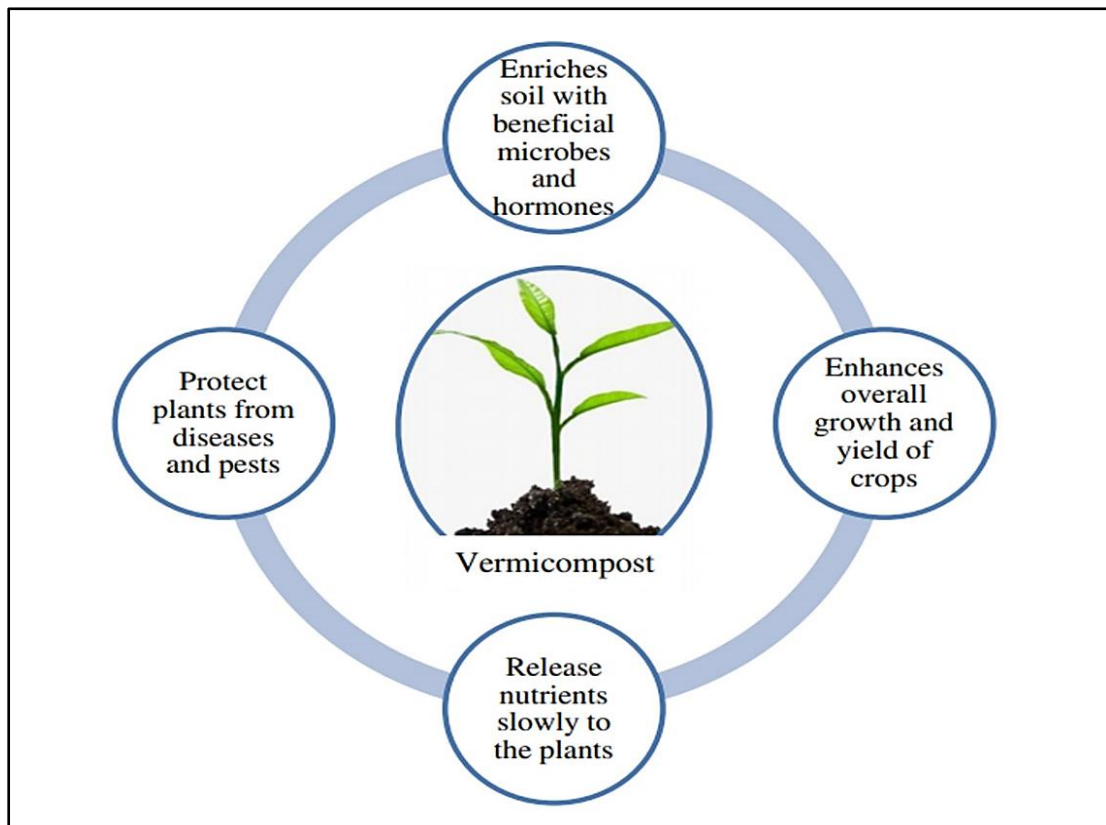 Enriches
soil with
beneficial
microbes
and
hormones
Protect
plants from
diseases
and pests
Enhances
overall
growth and
yield of
crops
Vermicompost
Release
nutrients
slowly to
the plants